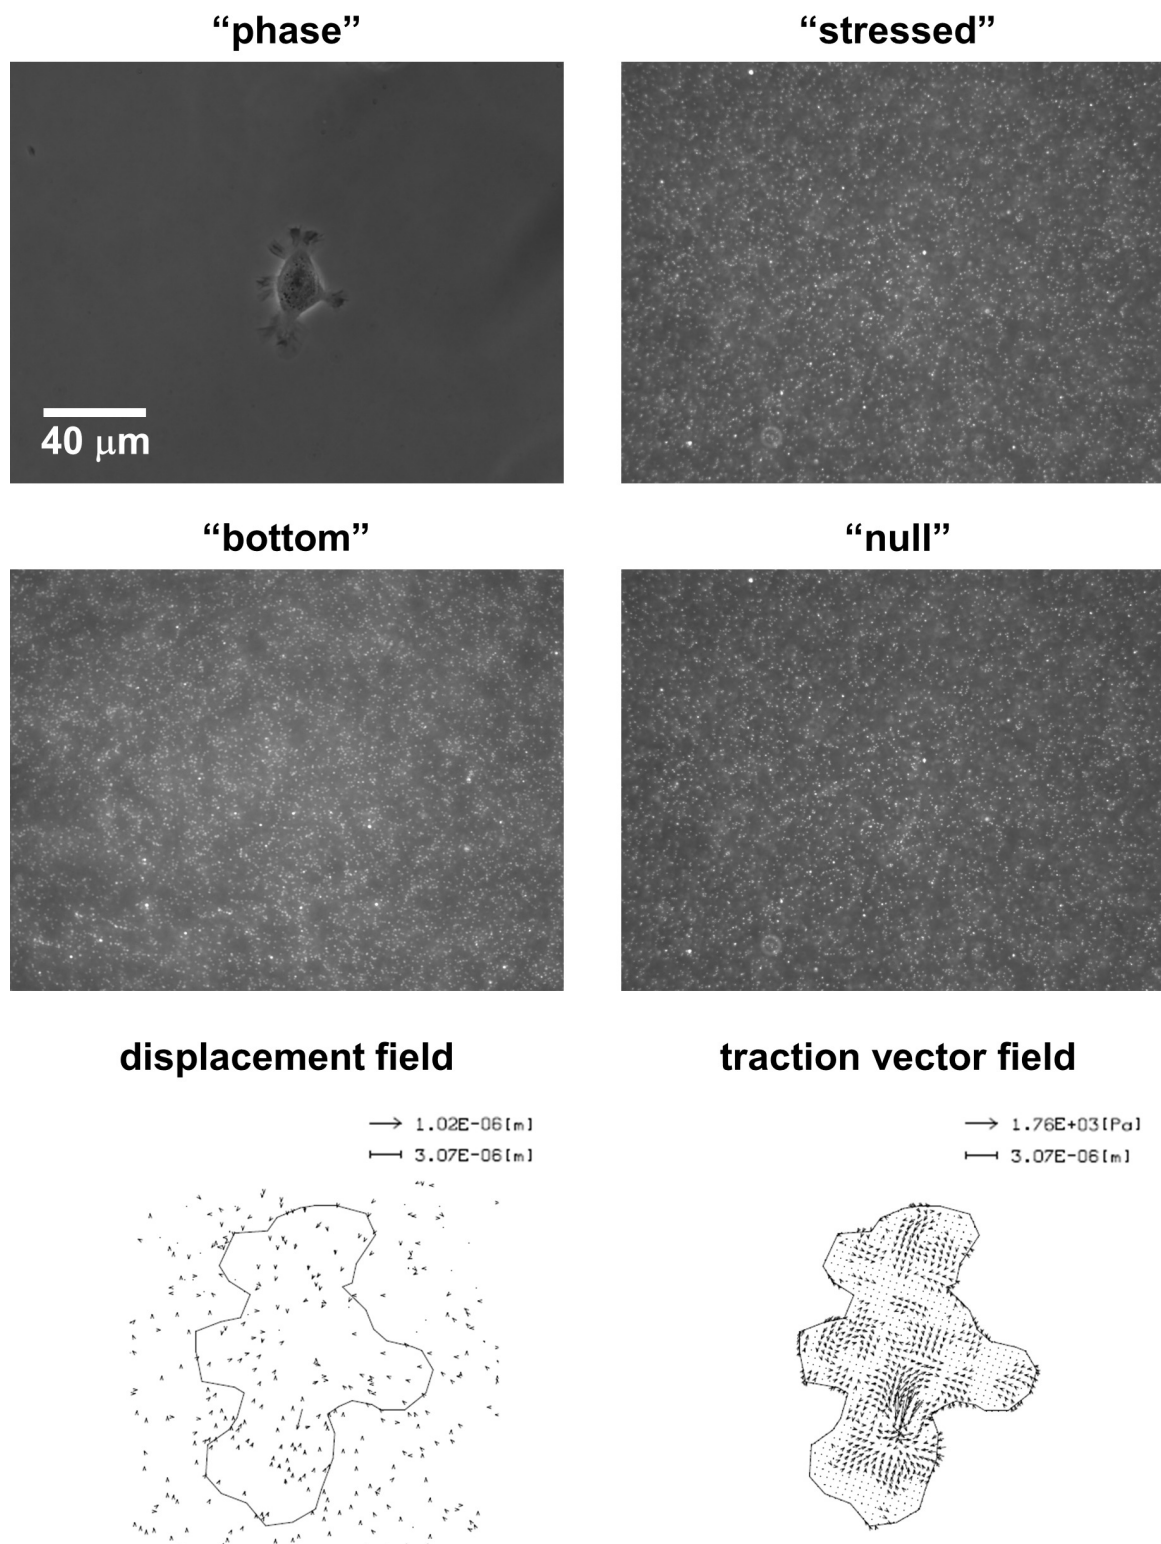 “phase”
“stressed”
40 μm
“bottom”
“null”
displacement field
traction vector field
1.02E-06[m]
3.07E-06[m]
1.76E+03[Pa]
3.07E-06[m]